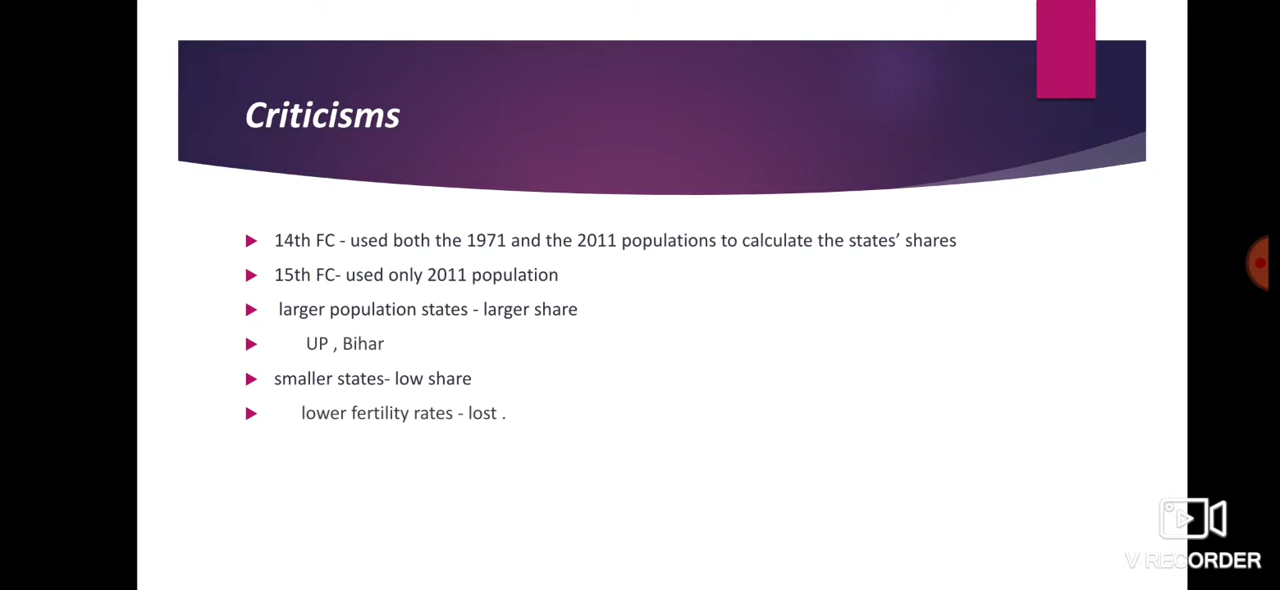 Criticisms
14th FC - used both the 1971 and the 2011 populations to calculate the states’ shares
15th FC- used only 2011 population
larger population states - larger share
UP , Bihar
smaller states- low share
lower fertility rates - lost .
V RECORDER